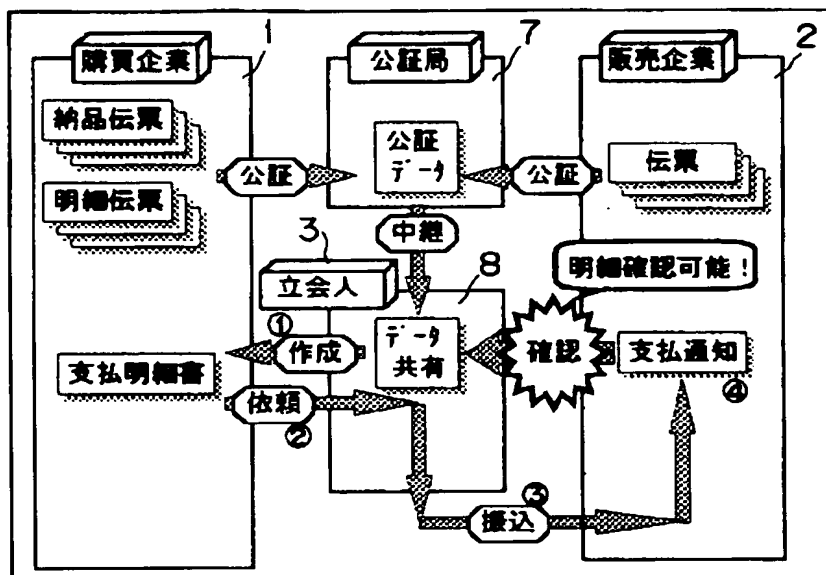 1
購買企業
7
公証局
2
販売企業
納品伝票
明細伝票
公証
公証
データ
公証
伝票
中継
3
立会人
8
明細確認可能!
①
作成
データ
共有
確認
支払通知
④
支払明細書
依頼
②
③
振込